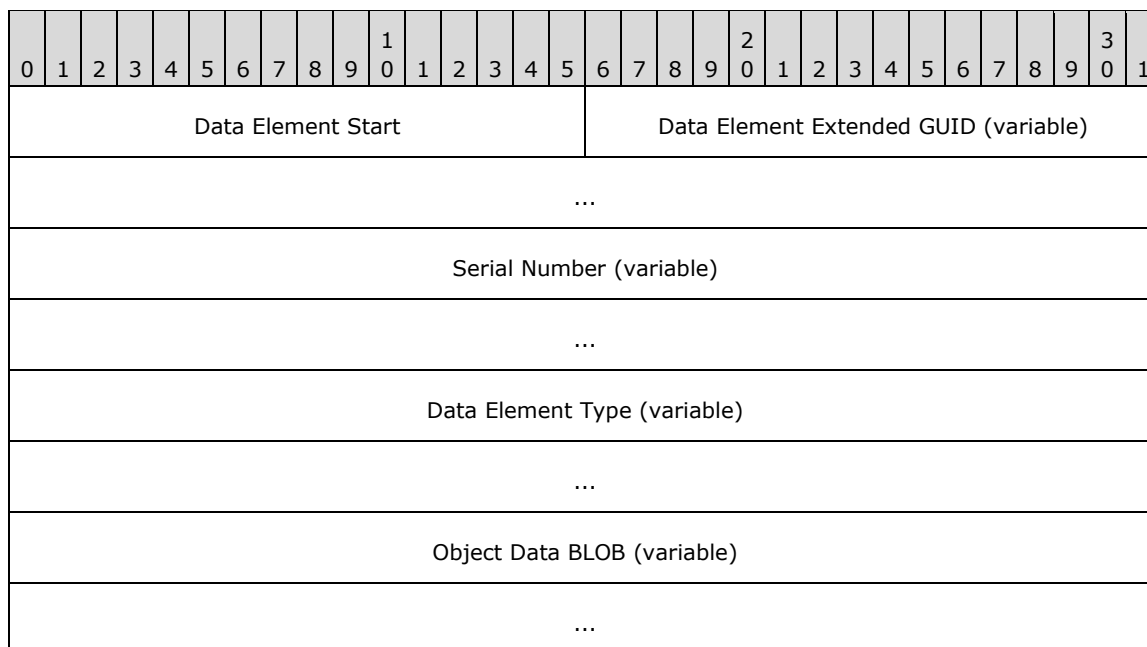 1 2 3
0 1 2 3 4 5 6 7 8 9 0 1 2 3 4 5 6 7 8 9 0 1 2 3 4 5 6 7 8 9 0 1
Data Element Start Data Element Extended GUID (variable)
...
Serial Number (variable)
...
Data Element Type (variable)
...
Object Data BLOB (variable)
...